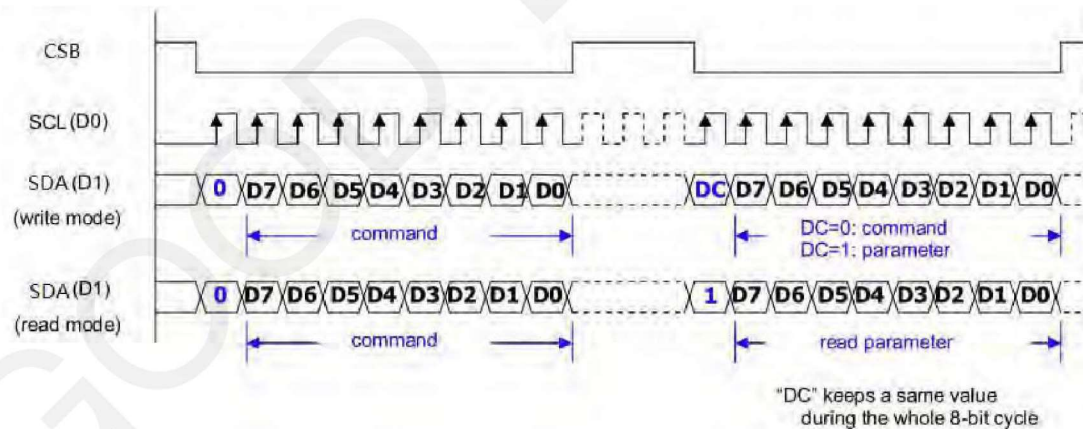 CSB
SCL(D0)
SDA(D1)
(write mode)
0 D7 D6 D5 D4 D3 D2 D1 D0
DC D7 D6 D5 D4 D3 D2 D1 D0
command
DC=0: command
DC=1: parameter
SDA(D1)
(read mode)
0 D7 D6 D5 D4 D3 D2 D1 D0
1 D7 D6 D5 D4 D3 D2 D1 D0
command
read parameter
"DC" keeps a same value
during the whole 8-bit cycle